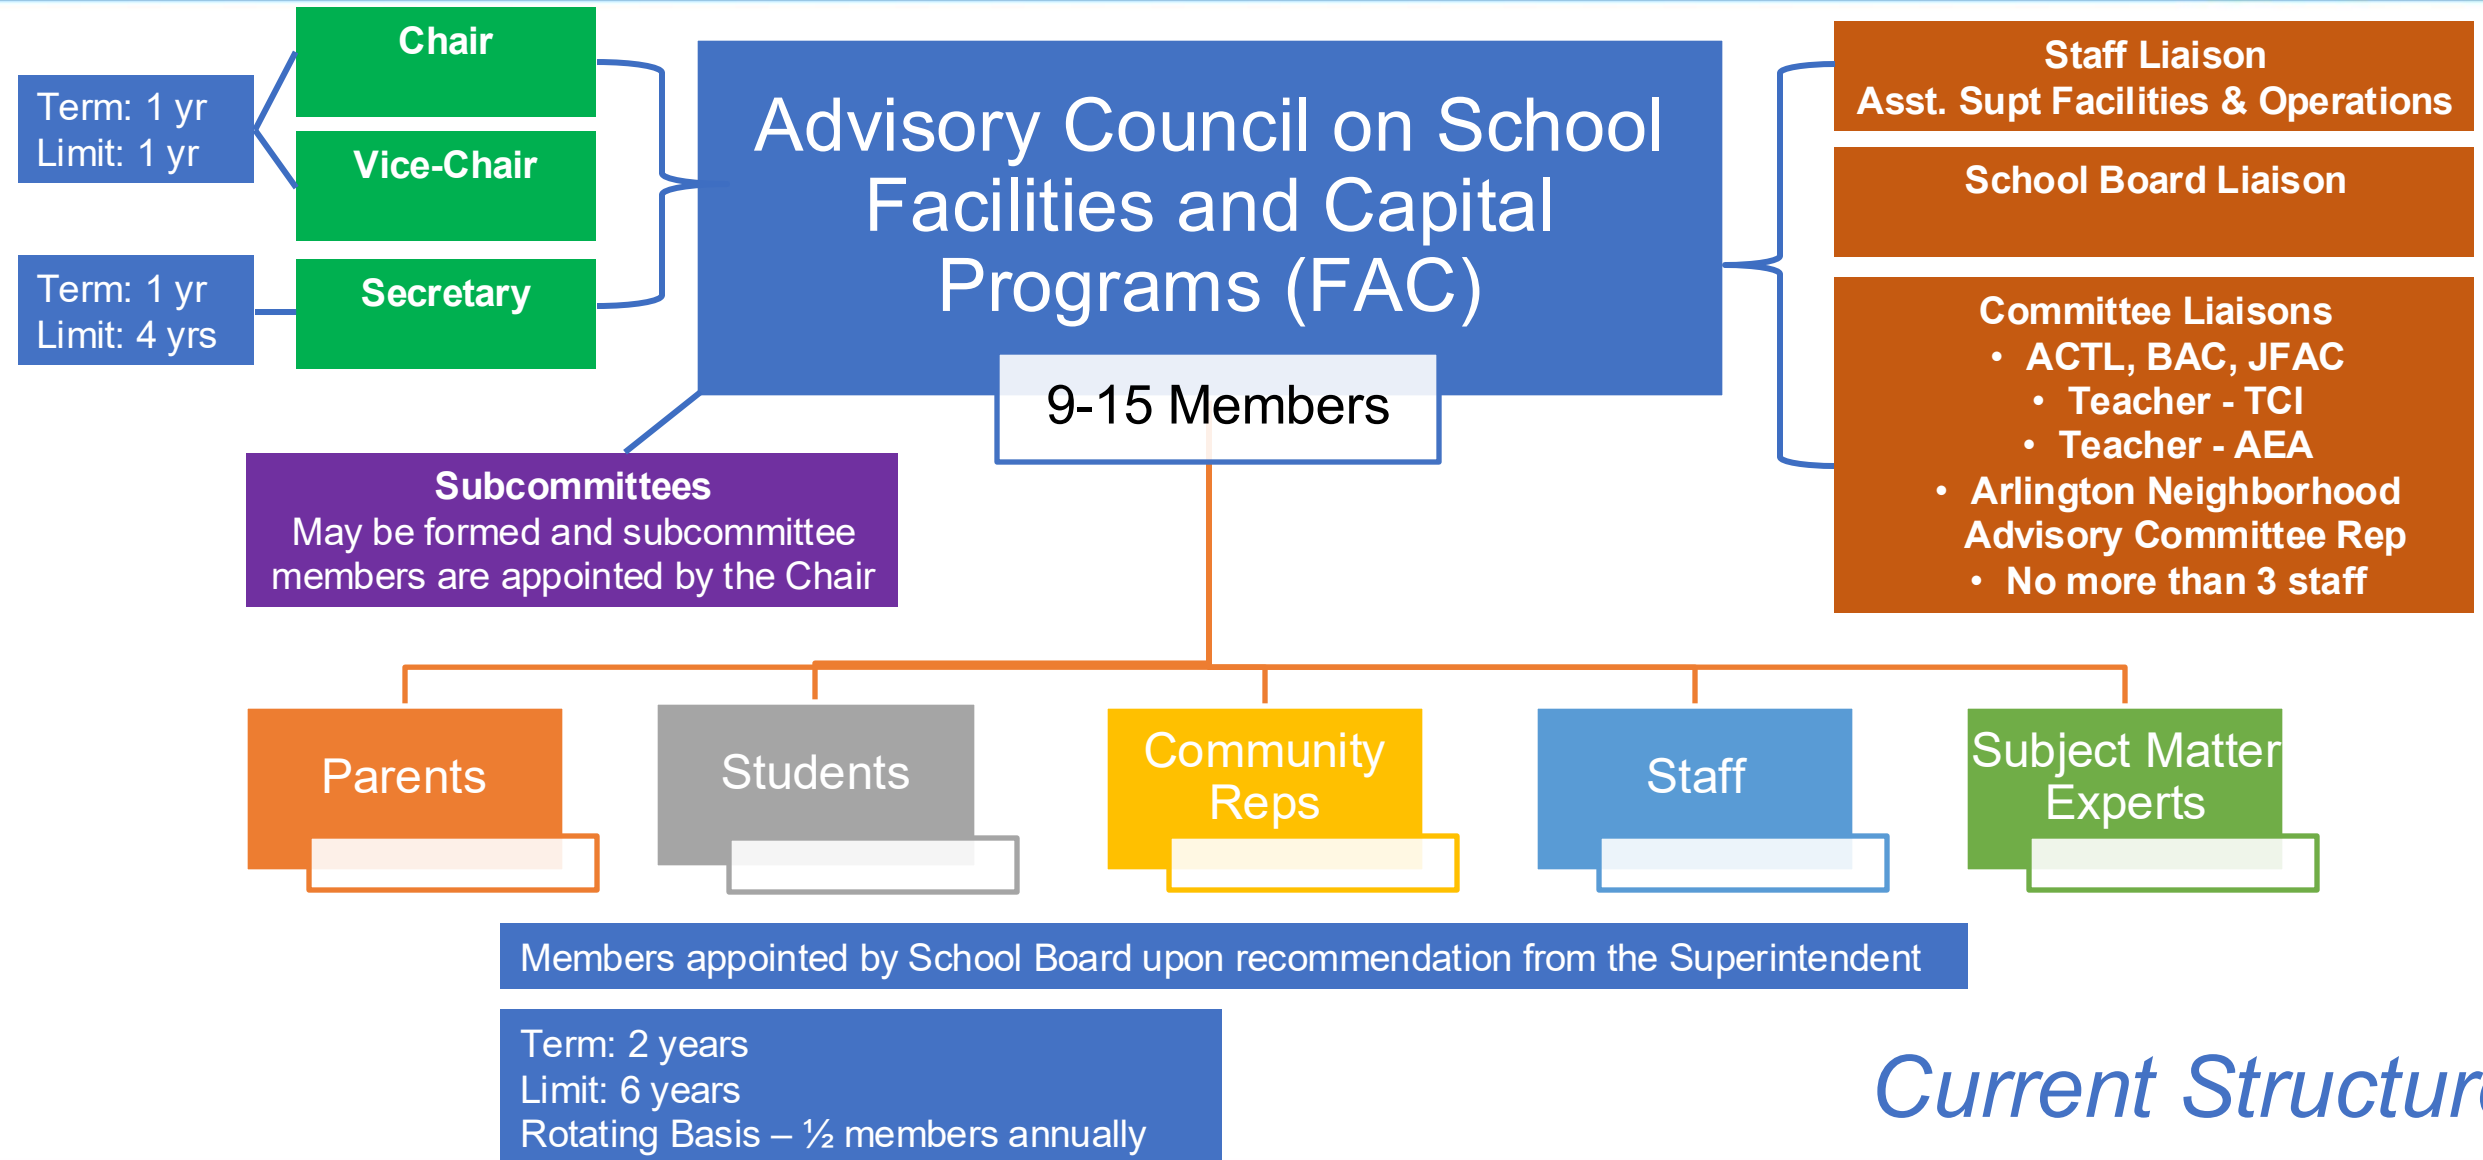 Chair
Term: 1 yr
Limit: 1 yr
Vice-Chair
Term: 1 yr
Limit: 4 yrs
Secretary
Advisory Council on School
Facilities and Capital
Programs (FAC)
9-15 Members
Staff Liaison
Asst. Supt Facilities & Operations
School Board Liaison
Committee Liaisons
• ACTL, BAC, JFAC
• Teacher - TCI
• Teacher - AEA
• Arlington Neighborhood
Advisory Committee Rep
• No more than 3 staff
Subcommittees
May be formed and subcommittee
members are appointed by the Chair
Parents
Students
Community
Reps
Staff
Subject Matter
Experts
Members appointed by School Board upon recommendation from the Superintendent
Term: 2 years
Limit: 6 years
Rotating Basis – ½ members annually
Current Structure